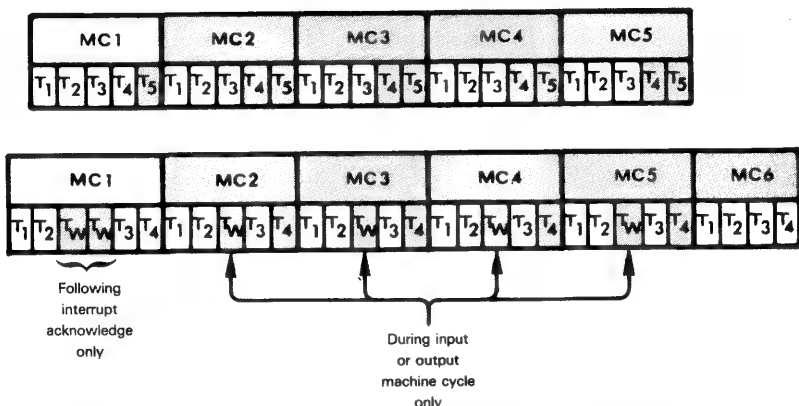 MC1 MC2 MC3 MC4 MC5
T1 T2 T3 T4 T5 T1 T2 T3 T4 T5 T1 T2 T3 T4 T5 T1 T2 T3 T4 T5 T1 T2 T3 T4 T5
MC1 MC2 MC3 MC4 MC5 MC6
T1 T2 TW TW T3 T4 T1 T2 TW T3 T4 T1 T2 TW T3 T4 T1 T2 TW T3 T4 T1 T2 TW T3 T4 T1 T2 T3 T4
Following
interrupt
acknowledge
only
During input
or output
machine cycle
only